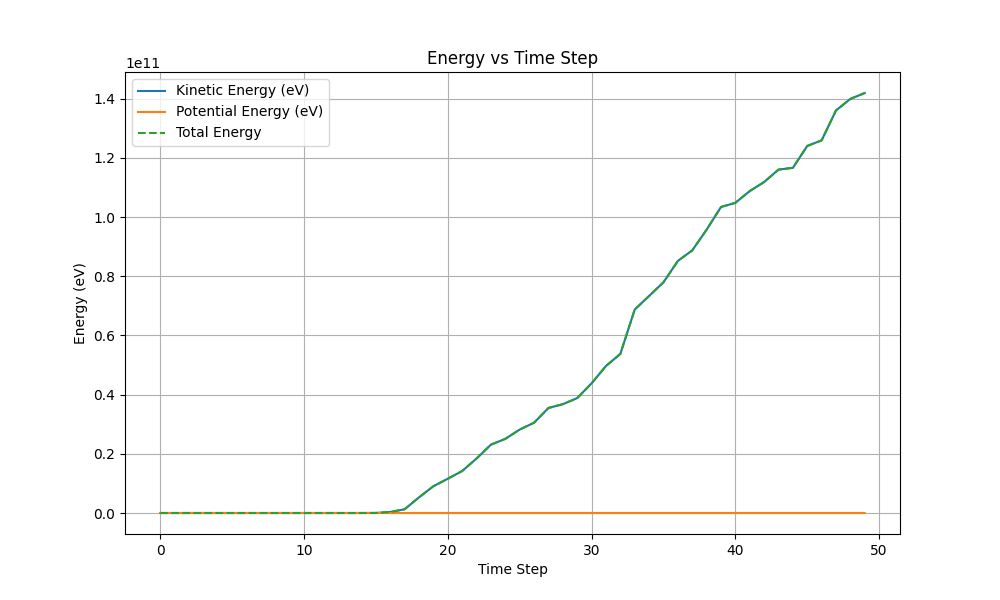 Energy vs Time Step
1e11
Kinetic Energy (eV)
Potential Energy (eV)
Total Energy
Energy (eV)
1.4
1.2
1.0
0.8
0.6
0.4
0.2
0.0
0 10 20 30 40 50
Time Step